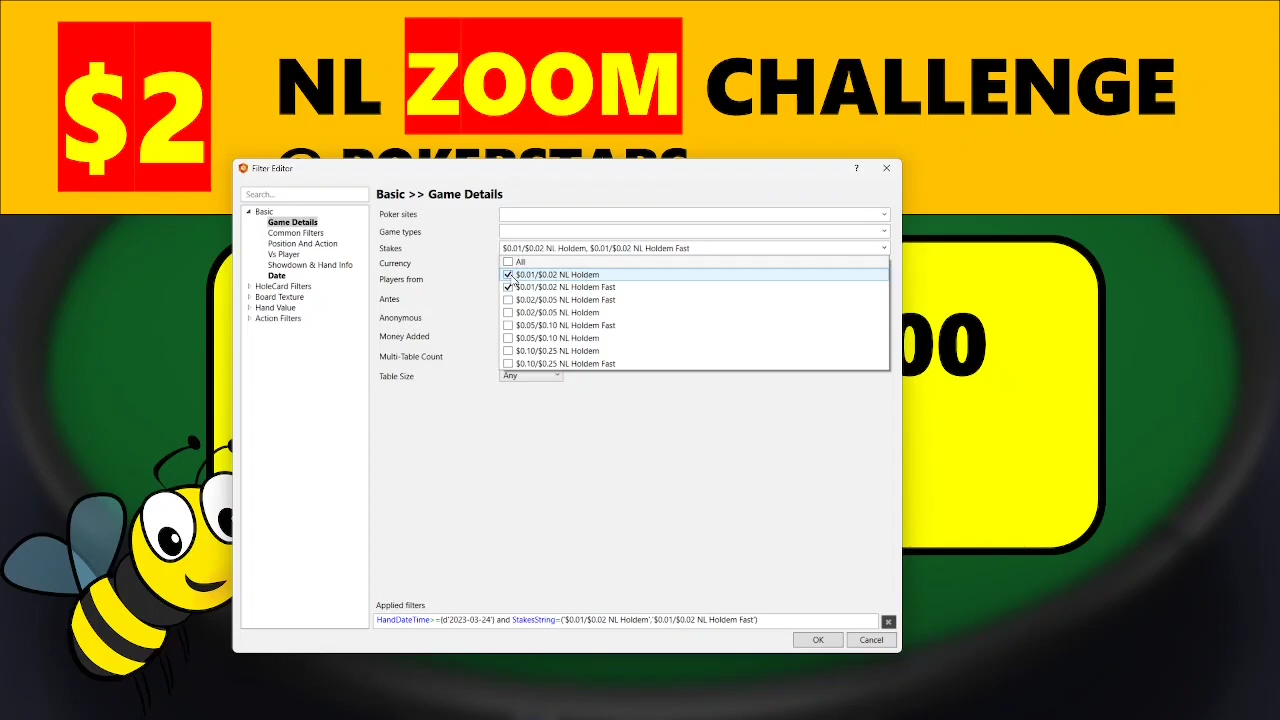 $2 NL ZOOM CHALLENGE
@ POKERSTARS
Filter Editor
?
Search...
Basic >> Game Details
Basic
Game Details
Common Filters
Position And Action
Vs Player
Showdown & Hand Info
Date
HoleCard Filters
Board Texture
Hand Value
Action Filters
Poker sites
Game types
Stakes
$0.01/$0.02 NL Holdem, $0.01/$0.02 NL Holdem Fast
Currency
Players from
Antes
Anonymous
Money Added
Multi-Table Count
Table Size
All
$0.01/$0.02 NL Holdem
$0.01/$0.02 NL Holdem Fast
$0.02/$0.05 NL Holdem Fast
$0.02/$0.05 NL Holdem
$0.05/$0.10 NL Holdem Fast
$0.05/$0.10 NL Holdem
$0.10/$0.25 NL Holdem
$0.10/$0.25 NL Holdem Fast
Any
00
Applied filters
HandDateTime>=(d'2023-03-24') and StakesString=('$0.01/$0.02 NL Holdem','$0.01/$0.02 NL Holdem Fast')
OK
Cancel